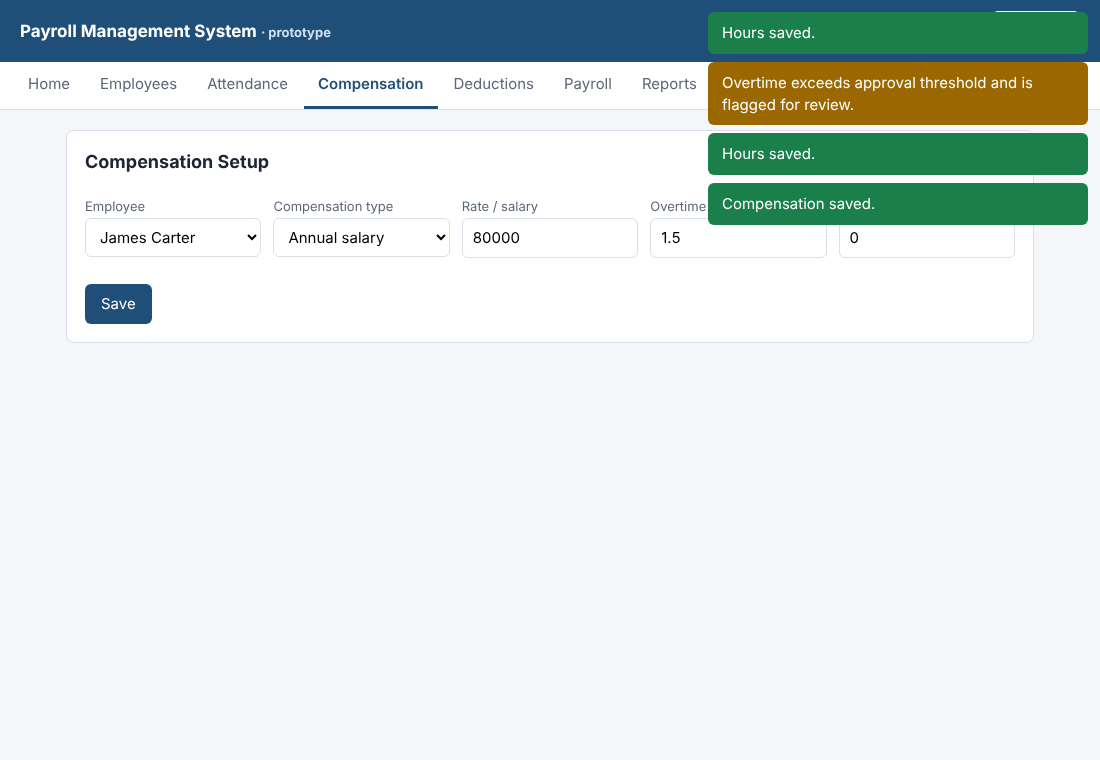 Payroll Management System · prototype
Hours saved.
Home Employees Attendance Compensation Deductions Payroll Reports
Overtime exceeds approval threshold and is
flagged for review.
Hours saved.
Compensation saved.
Compensation Setup
Employee Compensation type Rate / salary Overtime
James Carter Annual salary 80000 1.5 0
Save